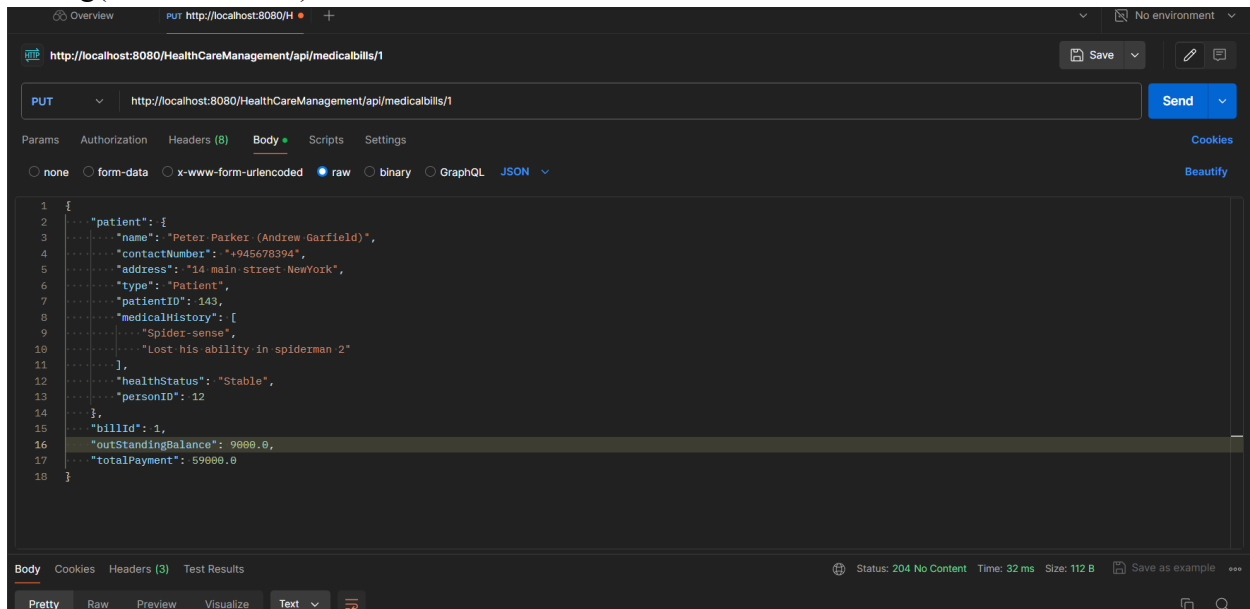 Overview PUT http://localhost:8080/H + No environment
HTTP http://localhost:8080/HealthCareManagement/api/medicalbills/1 Save
PUT http://localhost:8080/HealthCareManagement/api/medicalbills/1 Send
Params Authorization Headers (8) Body Scripts Settings Cookies
none form-data x-www-form-urlencoded raw binary GraphQL JSON Beautify
1 {
2 "patient": {
3 "name": "Peter Parker (Andrew Garfield)",
4 "contactNumber": "+945678394",
5 "address": "14 main street NewYork",
6 "type": "Patient",
7 "patientID": 143,
8 "medicalHistory": [
9 "Spider-sense",
10 "Lost his ability in spiderman 2"
11 ],
12 "healthStatus": "Stable",
13 "personID": 12
14 },
15 "billId": 1,
16 "outStandingBalance": 9000.0,
17 "totalPayment": 59000.0
18 }
Body Cookies Headers (3) Test Results Status: 204 No Content Time: 32 ms Size: 112 B Save as example
Pretty Raw Preview Visualize Text